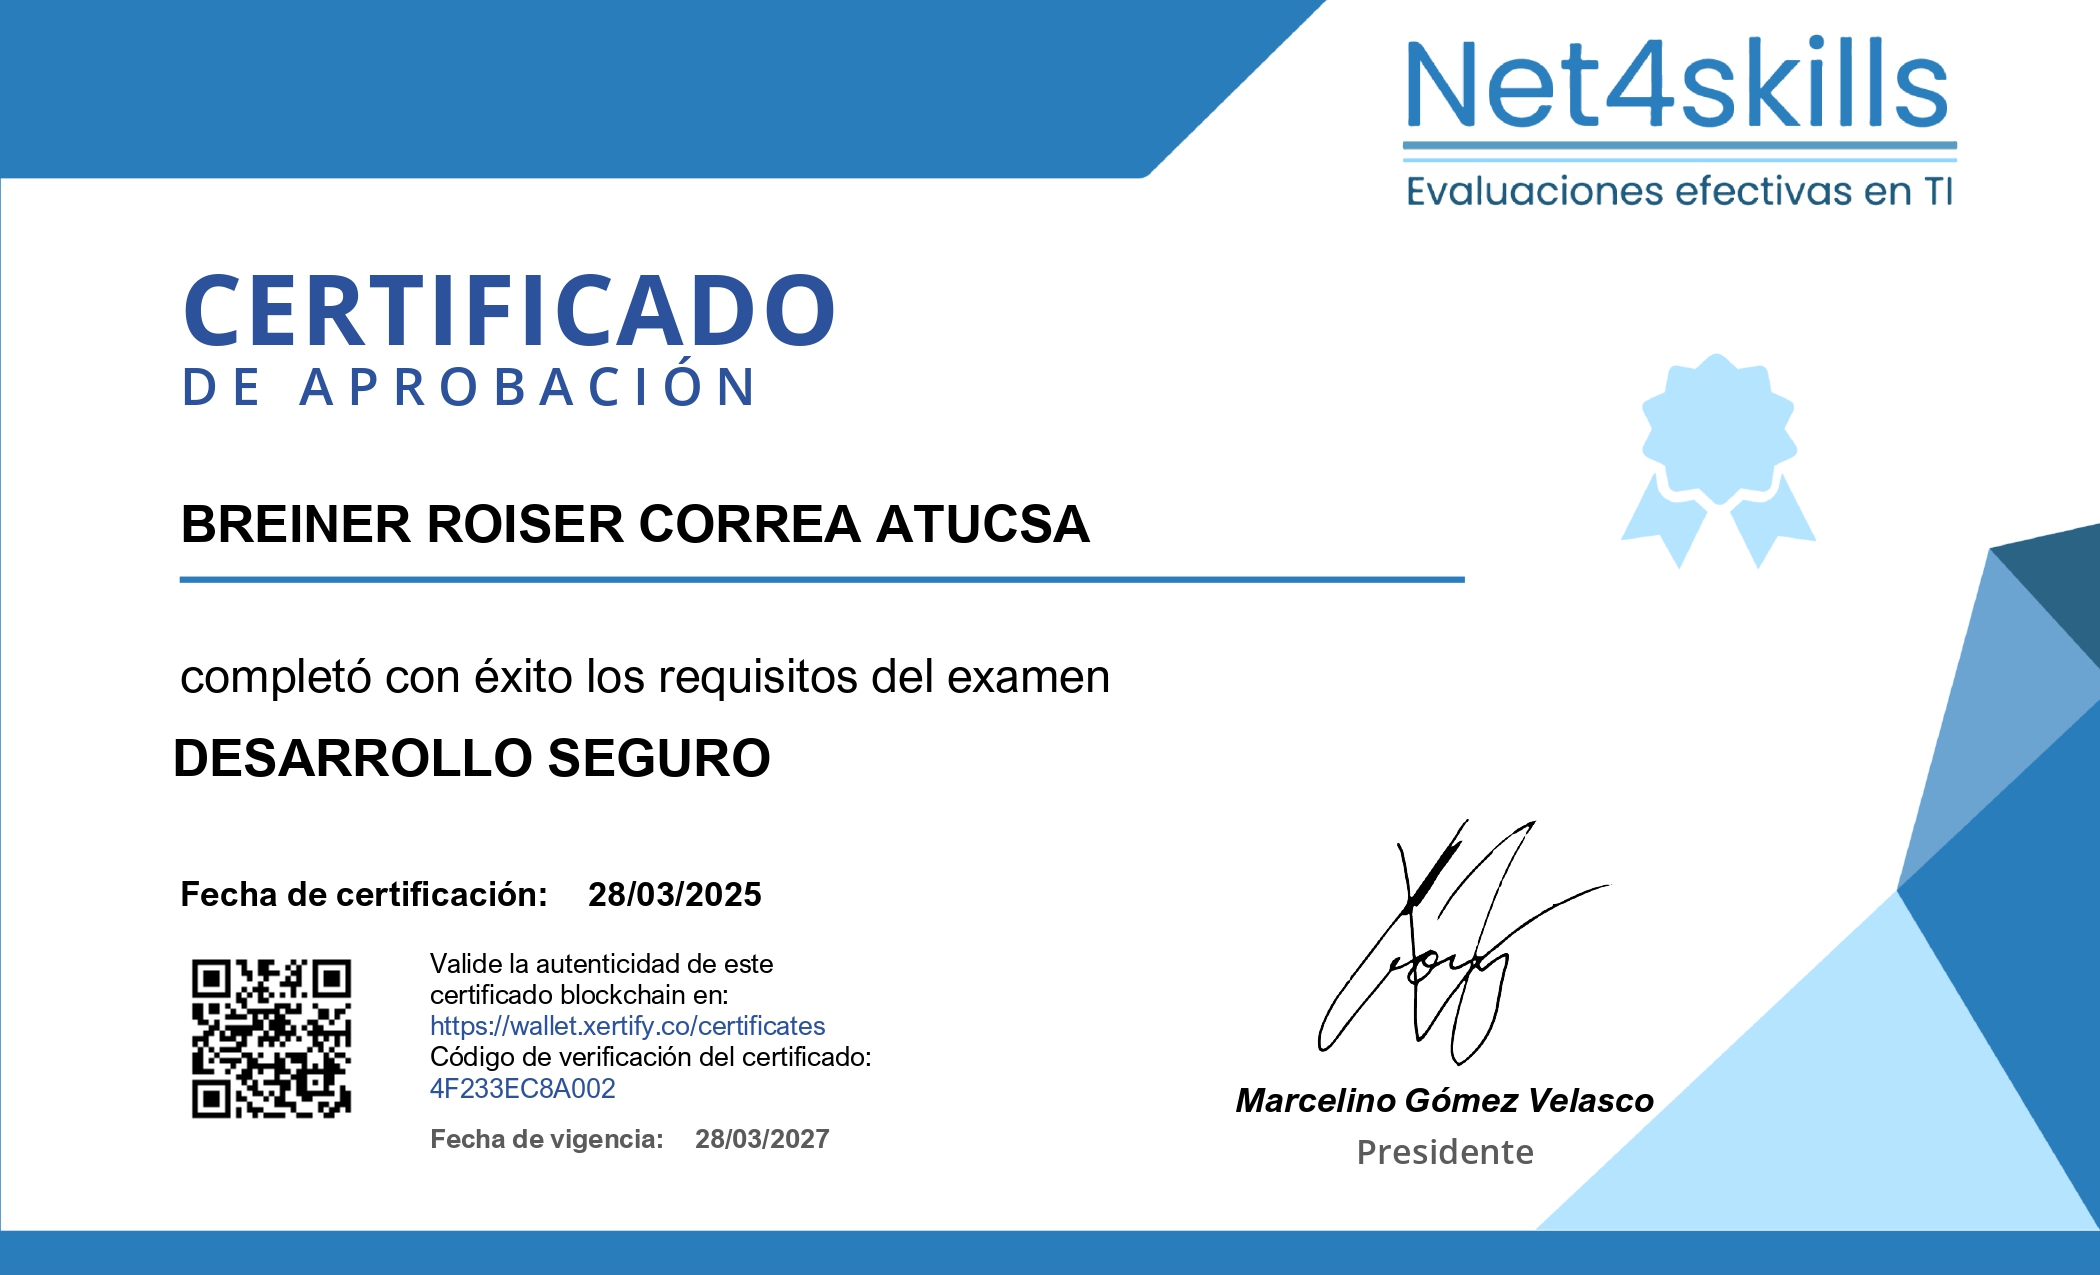 Net4skills
Evaluaciones efectivas en TI
CERTIFICADO
DE APROBACIÓN
BREINER ROISER CORREA ATUCSA
completó con éxito los requisitos del examen
DESARROLLO SEGURO
Fecha de certificación: 28/03/2025
Valide la autenticidad de este
certificado blockchain en:
https://wallet.xertify.co/certificates
Código de verificación del certificado:
4F233EC8A002
Fecha de vigencia: 28/03/2027
Marcelino Gómez Velasco
Presidente